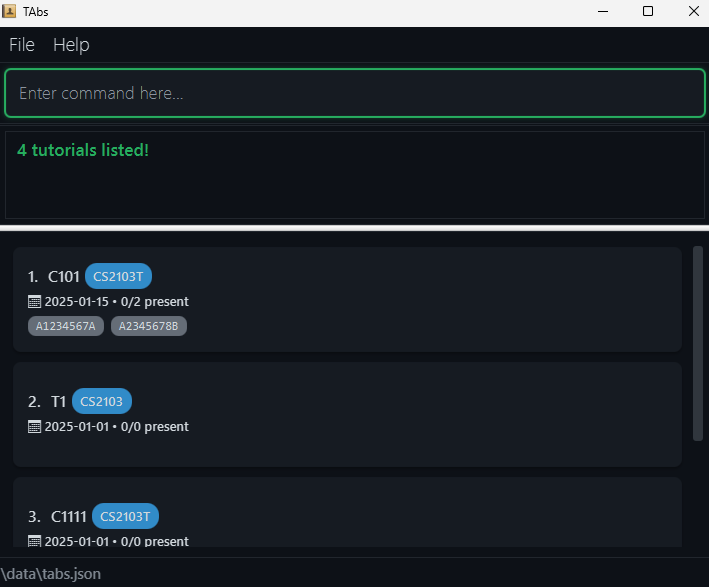 TAbs
File Help
Enter command here...
4 tutorials listed!
1. C101 CS2103T
2025-01-15 • 0/2 present
A1234567A A2345678B
2. T1 CS2103
2025-01-01 • 0/0 present
3. C1111 CS2103T
2025-01-01 • 0/0 present
\data\tabs.json